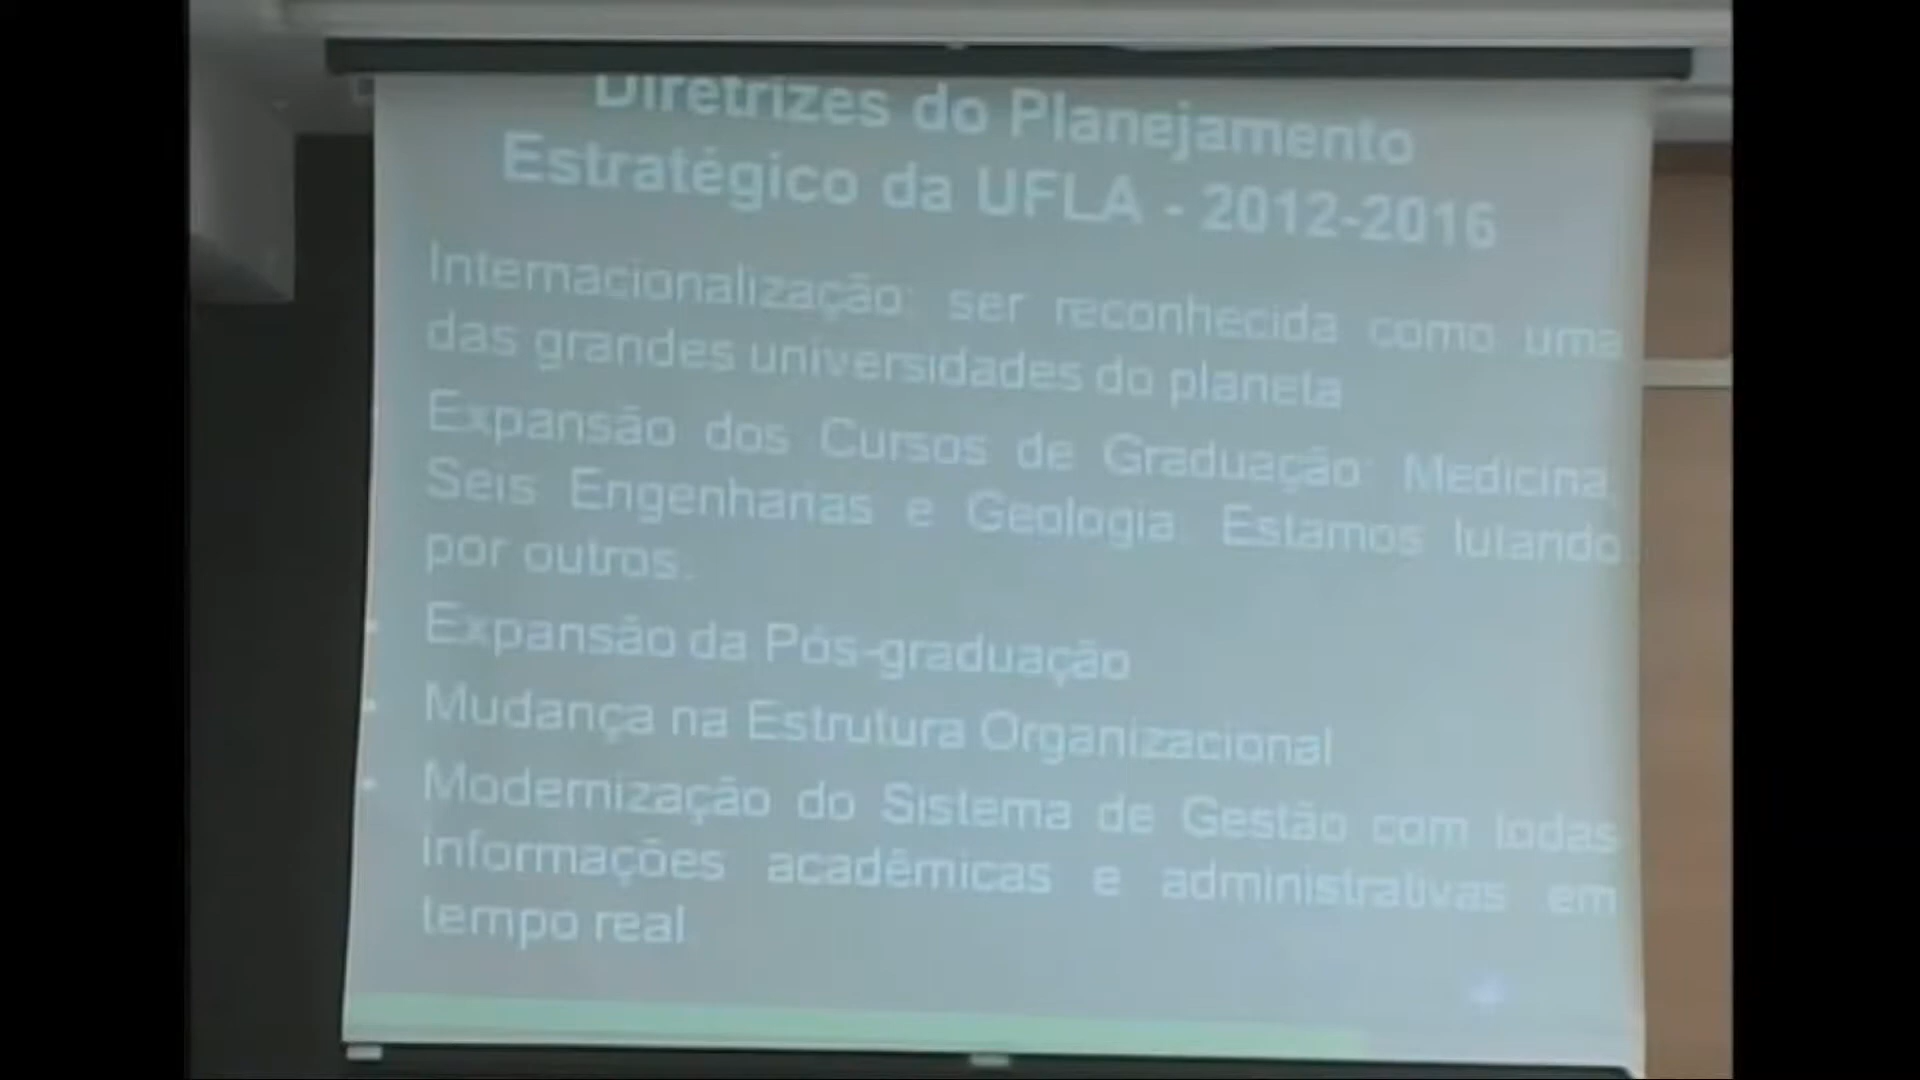 Diretrizes do Planejamento
Estratégico da UFLA - 2012-2016
Internacionalização: ser reconhecida como uma
das grandes universidades do planeta
Expansão dos Cursos de Graduação: Medicina,
Seis Engenharias e Geologia. Estamos lutando
por outros.
• Expansão da Pós-graduação
• Mudança na Estrutura Organizacional
• Modernização do Sistema de Gestão com todas
informações acadêmicas e administrativas em
tempo real